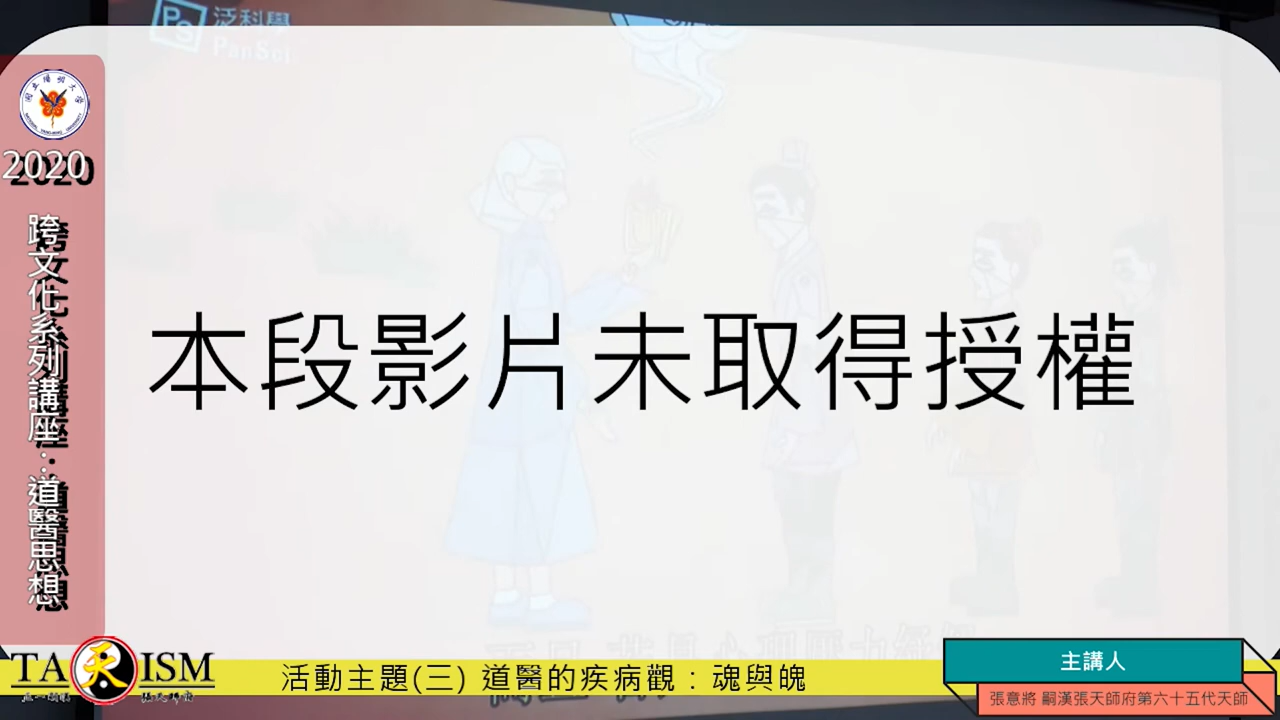 泛科學
PanSci
2020
跨文化系列講座：道醫思想
本段影片未取得授權
TAOISM
活動主題(三) 道醫的疾病觀：魂與魄
主講人
張意將 嗣漢張天師府第六十五代天師